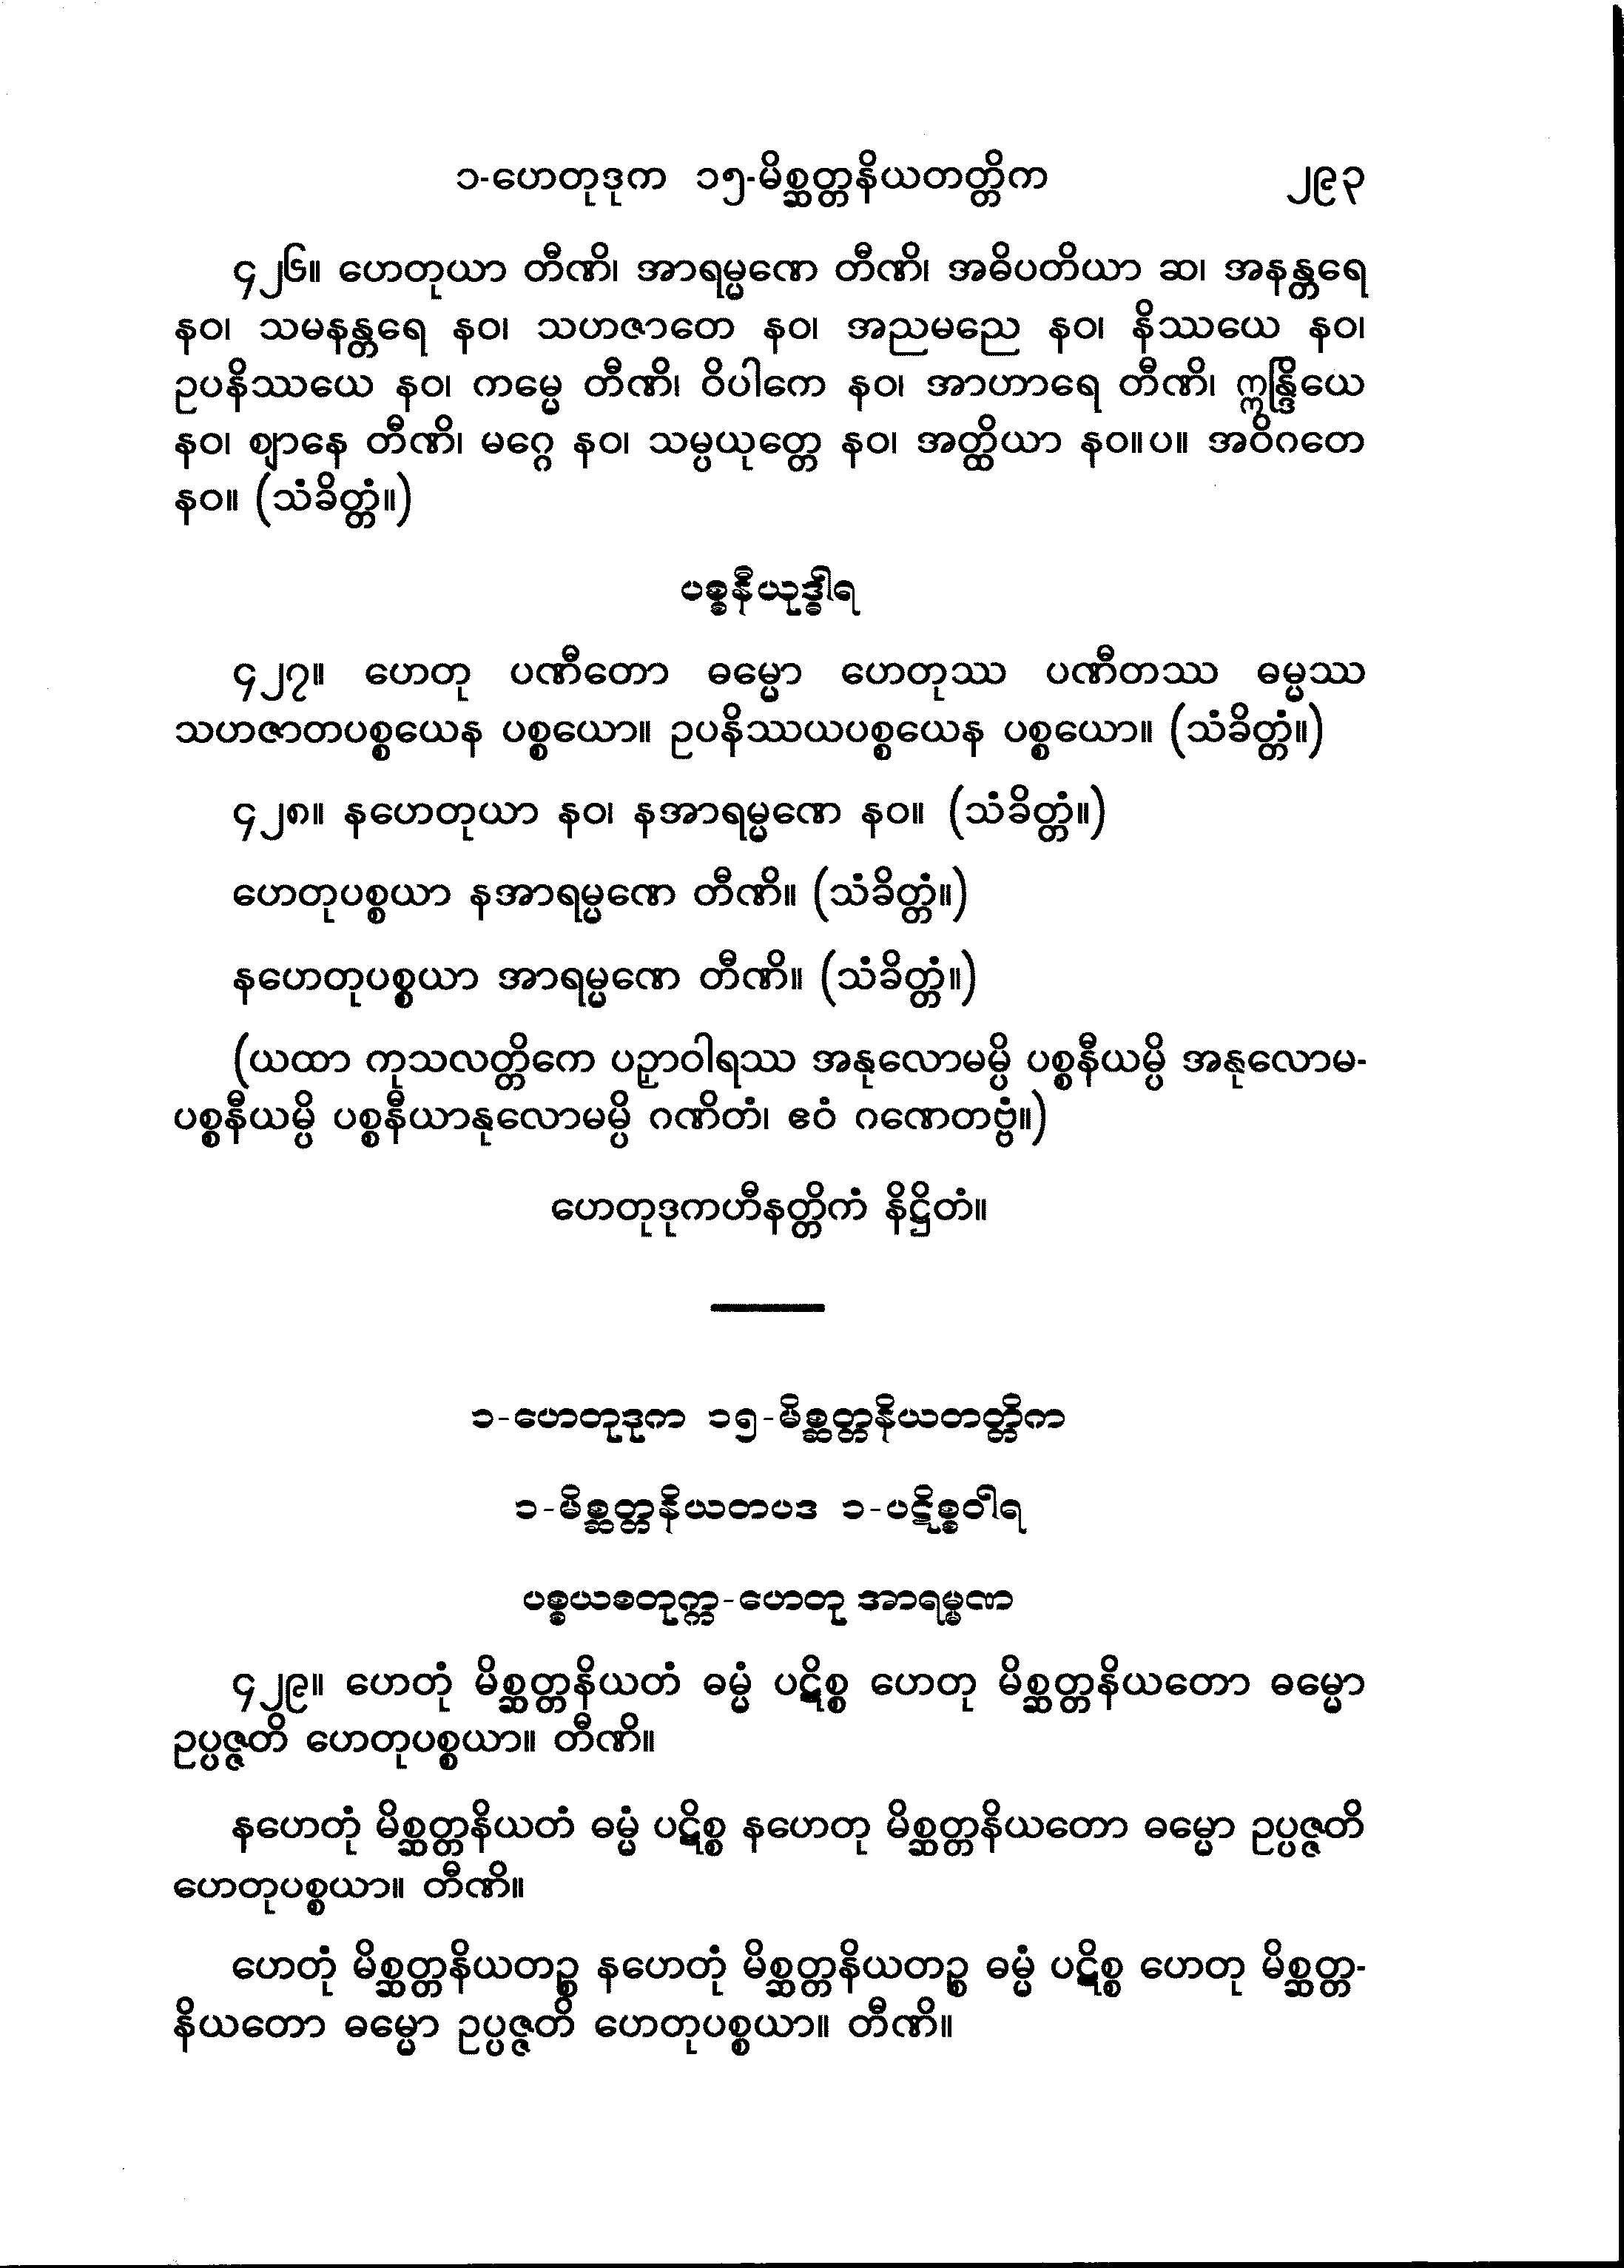 ၁-ဟေတုဒုက ၁၅-မိစ္ဆတ္တနိယတတ္တိက ၂၉၃
၄၂၆။ ဟေတုယာ တီဏိ၊ အာရမ္မဏေ တီဏိ၊ အဓိပတိယာ ဆ၊ အနန္တရေ
နဝ၊ သမနန္တရေ နဝ၊ သဟဇာတေ နဝ၊ အညမညေ နဝ၊ နိဿယေ နဝ၊
ဥပနိဿယေ နဝ၊ ကမ္မေ တီဏိ၊ ဝိပါကေ နဝ၊ အာဟာရေ တီဏိ၊ ဣန္ဒြိယေ
နဝ၊ ဈာနေ တီဏိ၊ မဂ္ဂေ နဝ၊ သမ္ပယုတ္တေ နဝ၊ အတ္ထိယာ နဝ။ပ။ အဝိဂတေ
နဝ။ (သံခိတ္တံ။)
ပစ္စနီယုဒ္ဓါရ
၄၂၇။ ဟေတု ပဏီတော ဓမ္မော ဟေတုဿ ပဏီတဿ ဓမ္မဿ
သဟဇာတပစ္စယေန ပစ္စယော။ ဥပနိဿယပစ္စယေန ပစ္စယော။ (သံခိတ္တံ။)
၄၂၈။ နဟေတုယာ နဝ၊ နအာရမ္မဏေ နဝ။ (သံခိတ္တံ။)
ဟေတုပစ္စယာ နအာရမ္မဏေ တီဏိ။ (သံခိတ္တံ။)
နဟေတုပစ္စယာ အာရမ္မဏေ တီဏိ။ (သံခိတ္တံ။)
(ယထာ ကုသလတ္တိကေ ပဉှာဝါရဿ အနုလောမမ္ပိ ပစ္စနီယမ္ပိ အနုလောမ-
ပစ္စနီယမ္ပိ ပစ္စနီယာနုလောမမ္ပိ ဂဏိတံ၊ ဧဝံ ဂဏေတဗ္ဗံ။)
ဟေတုဒုကဟီနတ္တိကံ နိဋ္ဌိတံ။
၁-ဟေတုဒုက ၁၅-မိစ္ဆတ္တနိယတတ္တိက
၁-မိစ္ဆတ္တနိယတပဒ ၁-ပဋိစ္စဝါရ
ပစ္စယစတုက္က-ဟေတု အာရမ္မဏ
၄၂၉။ ဟေတုံ မိစ္ဆတ္တနိယတံ ဓမ္မံ ပဋိစ္စ ဟေတု မိစ္ဆတ္တနိယတော ဓမ္မော
ဥပ္ပဇ္ဇတိ ဟေတုပစ္စယာ။ တီဏိ။
နဟေတုံ မိစ္ဆတ္တနိယတံ ဓမ္မံ ပဋိစ္စ နဟေတု မိစ္ဆတ္တနိယတော ဓမ္မော ဥပ္ပဇ္ဇတိ
ဟေတုပစ္စယာ။ တီဏိ။
ဟေတုံ မိစ္ဆတ္တနိယတဉ္စ နဟေတုံ မိစ္ဆတ္တနိယတဉ္စ ဓမ္မံ ပဋိစ္စ ဟေတု မိစ္ဆတ္တ-
နိယတော ဓမ္မော ဥပ္ပဇ္ဇတိ ဟေတုပစ္စယာ။ တီဏိ။